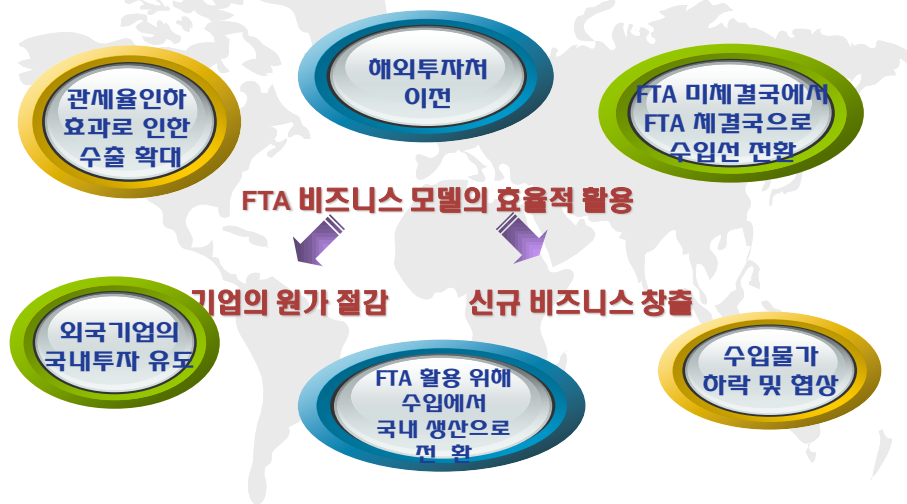 해외투자처
이전
관세율인하
효과로 인한
수출 확대
FTA 미체결국에서
FTA 체결국으로
수입선 전환
FTA 비즈니스 모델의 효율적 활용
기업의 원가 절감
신규 비즈니스 창출
외국기업의
국내투자 유도
수입물가
하락 및 협상
FTA 활용 위해
수입에서
국내 생산으로
전 환